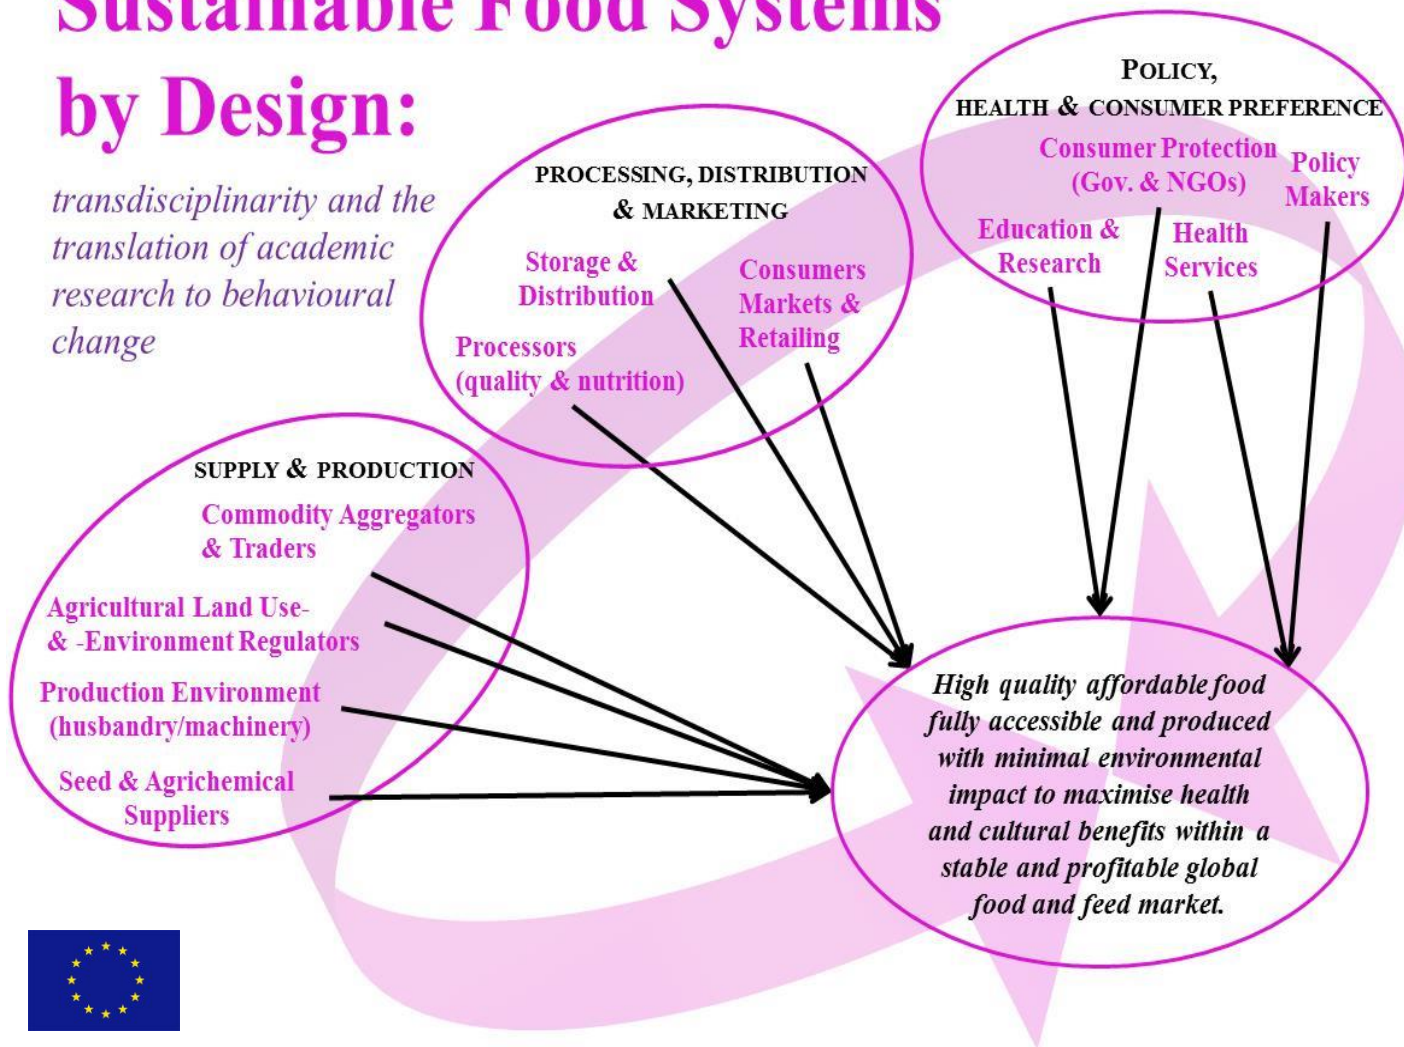 Sustainable Food Systems
by Design:
transdisciplinarity and the
translation of academic
research to behavioural
change
POLICY,
HEALTH & CONSUMER PREFERENCE
Consumer Protection
(Gov. & NGOs)
Policy
Makers
Education &
Research
Health
Services
PROCESSING, DISTRIBUTION
& MARKETING
Storage &
Distribution
Consumers
Markets &
Retailing
Processors
(quality & nutrition)
SUPPLY & PRODUCTION
Commodity Aggregators
& Traders
Agricultural Land Use-
& -Environment Regulators
Production Environment
(husbandry/machinery)
Seed & Agrichemical
Suppliers
High quality affordable food
fully accessible and produced
with minimal environmental
impact to maximise health
and cultural benefits within a
stable and profitable global
food and feed market.